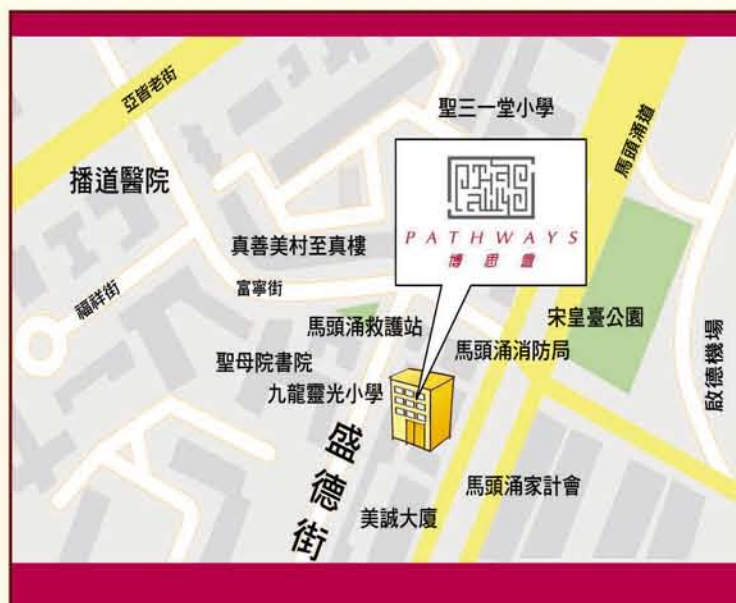 亞皆老街
聖三一堂小學
馬頭涌道
播道醫院
PATHWAYS
博思會
真善美村至真樓
富寧街
福祥街
馬頭涌救護站
宋皇臺公園
馬頭涌消防局
聖母院書院
九龍靈光小學
啟德機場
盛德街
馬頭涌家計會
美誠大廈